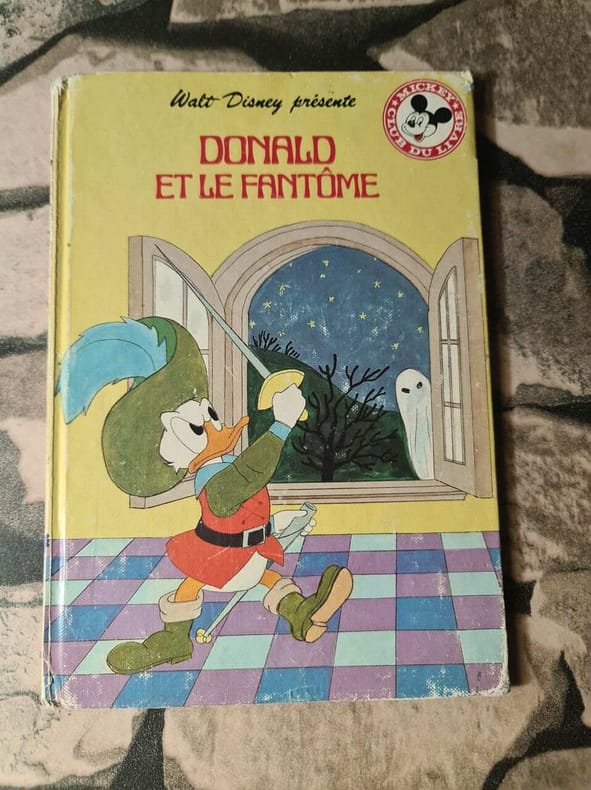 Walt Disney présente
MICKEY
CLUB DU LIVRE
DONALD
ET LE FANTÔME